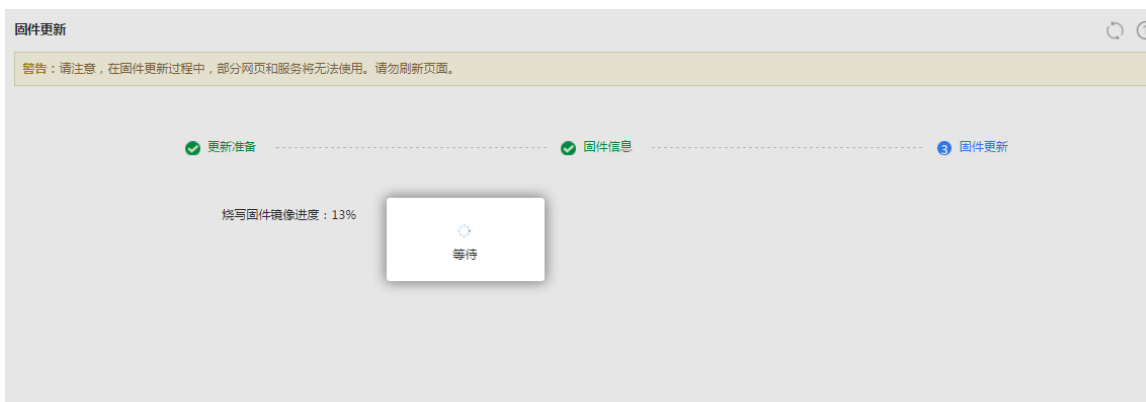 固件更新
警告：请注意，在固件更新过程中，部分网页和服务将无法使用。请勿刷新页面。
更新准备 固件信息 3 固件更新
烧写固件镜像进度：13%
等待